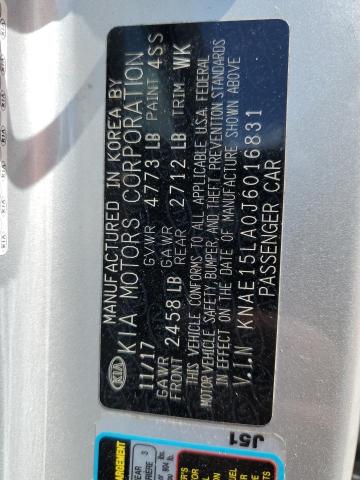 MANUFACTURED IN KOREA BY
KIA KIA MOTORS CORPORATION
11/17 GVWR 4773 LB PAINT 4SS
GAWR GAWR
FRONT 2458 LB REAR 2712 LB TRIM WK
THIS VEHICLE CONFORMS TO ALL APPLICABLE U.S.A. FEDERAL
MOTOR VEHICLE SAFETY, BUMPER, AND THEFT PREVENTION STANDARDS
IN EFFECT ON THE DATE OF MANUFACTURE SHOWN ABOVE
V.I.N KNAE15LA0J6016831
PASSENGER CAR
J51